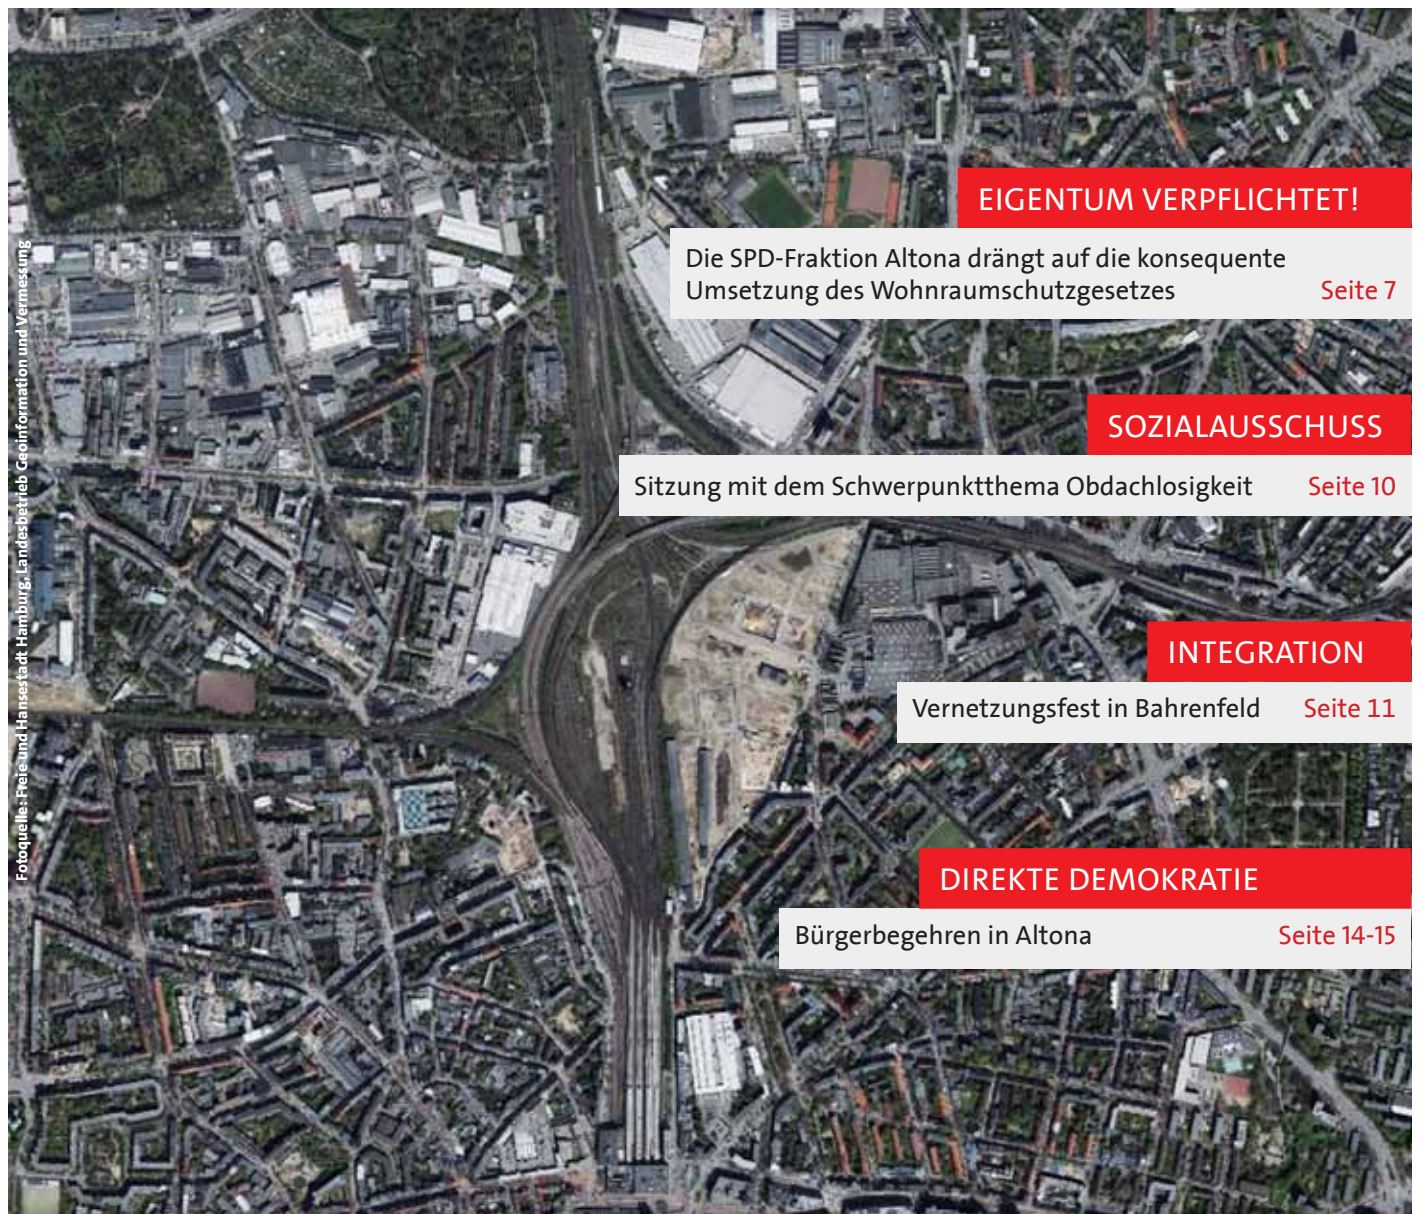 EIGENTUM VERPFLICHTET!
Die SPD-Fraktion Altona drängt auf die konsequente
Umsetzung des Wohnraumschutzgesetzes Seite 7
SOZIALAUSSCHUSS
Sitzung mit dem Schwerpunktthema Obdachlosigkeit Seite 10
INTEGRATION
Vernetzungsfest in Bahrenfeld Seite 11
DIREKTE DEMOKRATIE
Bürgerbegehren in Altona Seite 14-15
Fotoquelle: Freie und Hansestadt Hamburg, Landesbetrieb Geoinformation und Vermessung